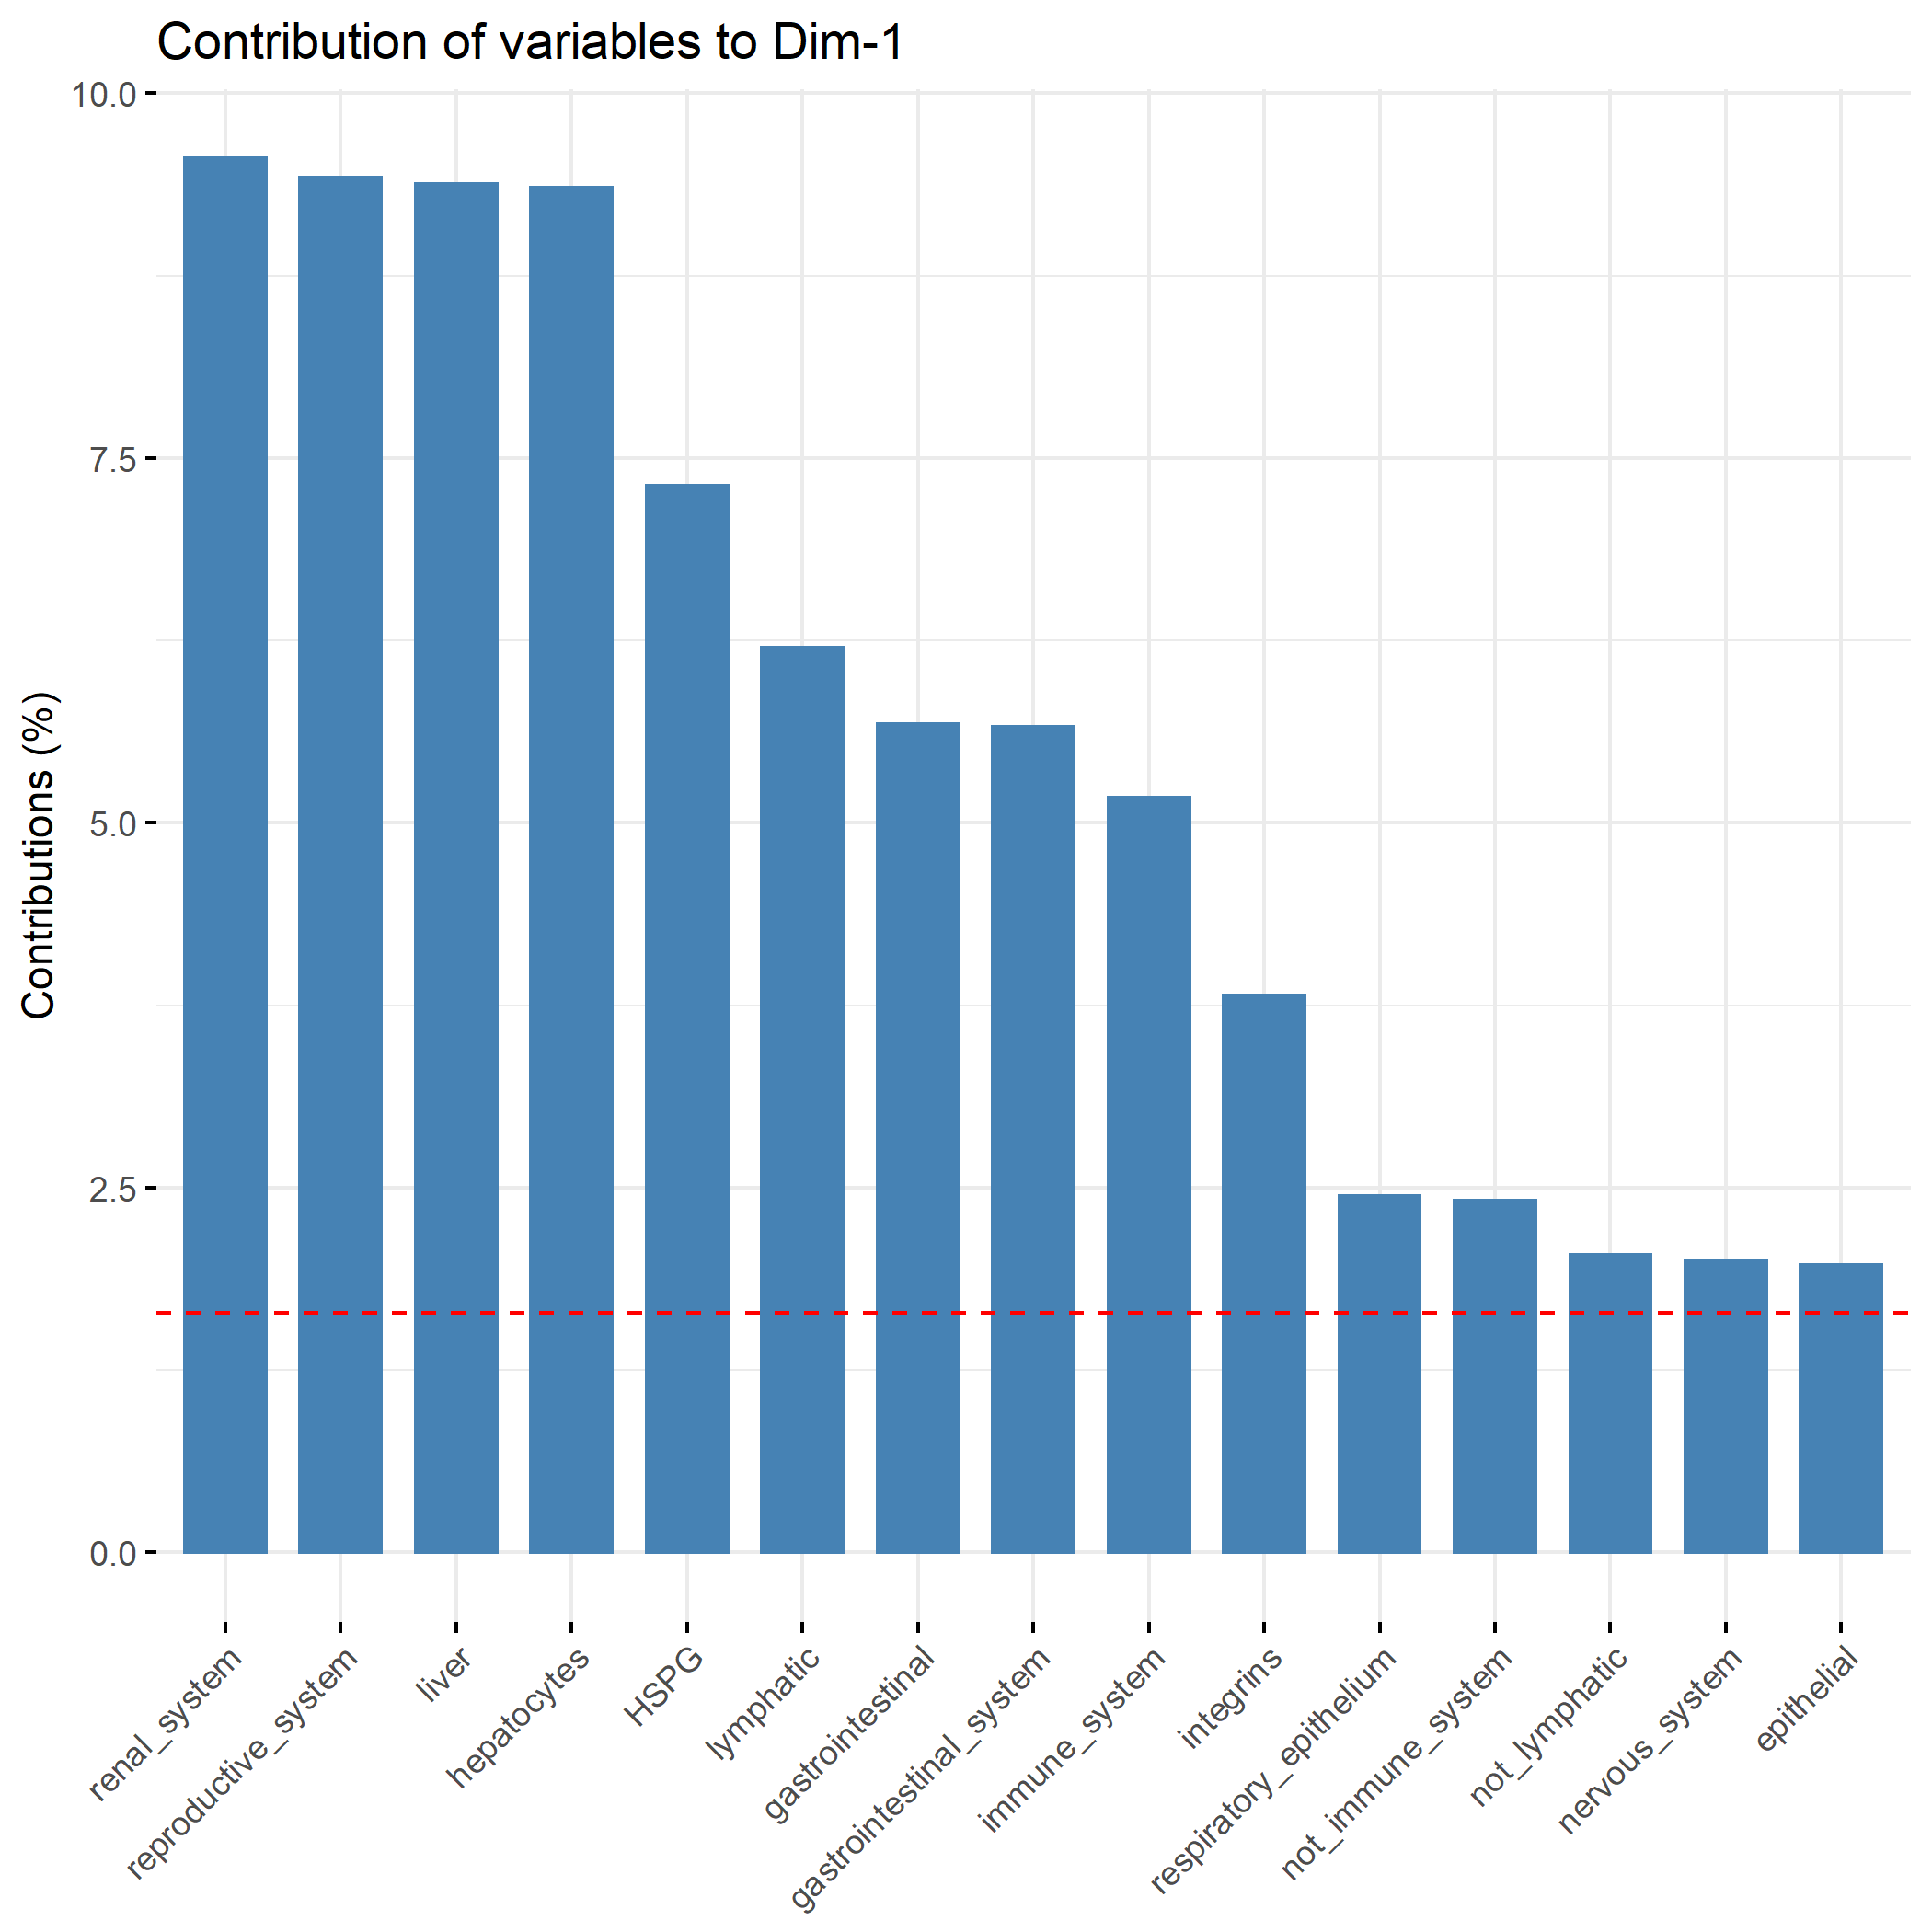 Contribution of variables to Dim-1
Contributions (%)
10.0
7.5
5.0
2.5
0.0
renal_system
reproductive_system
liver
hepatocytes
HSPG
lymphatic
gastrointestinal
gastrointestinal_system
immune_system
integrins
respiratory_epithelium
not_immune_system
not_lymphatic
nervous_system
epithelial